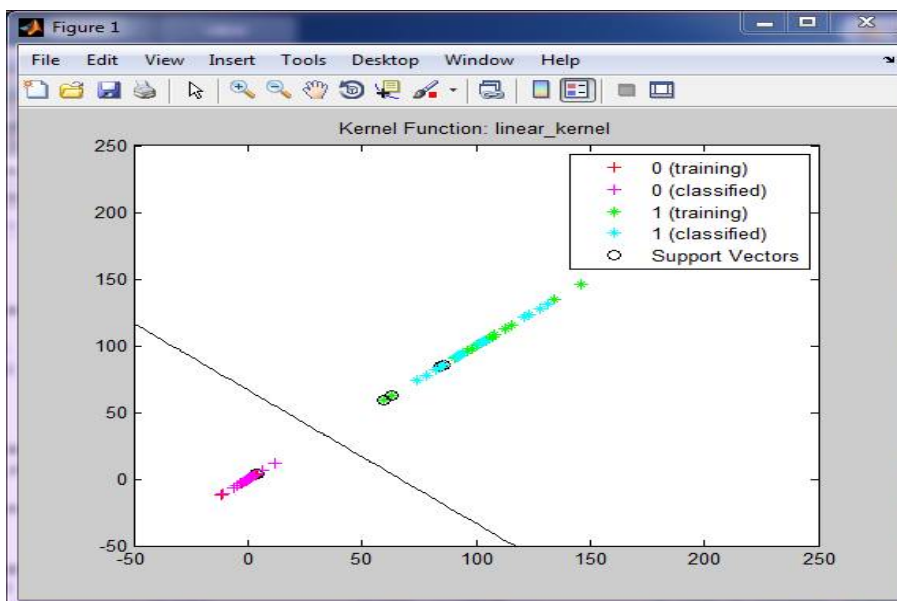 Figure 1
File Edit View Insert Tools Desktop Window Help
Kernel Function: linear_kernel
250
200
150
100
50
0
-50
-50 0 50 100 150 200 250
0 (training)
0 (classified)
1 (training)
1 (classified)
Support Vectors